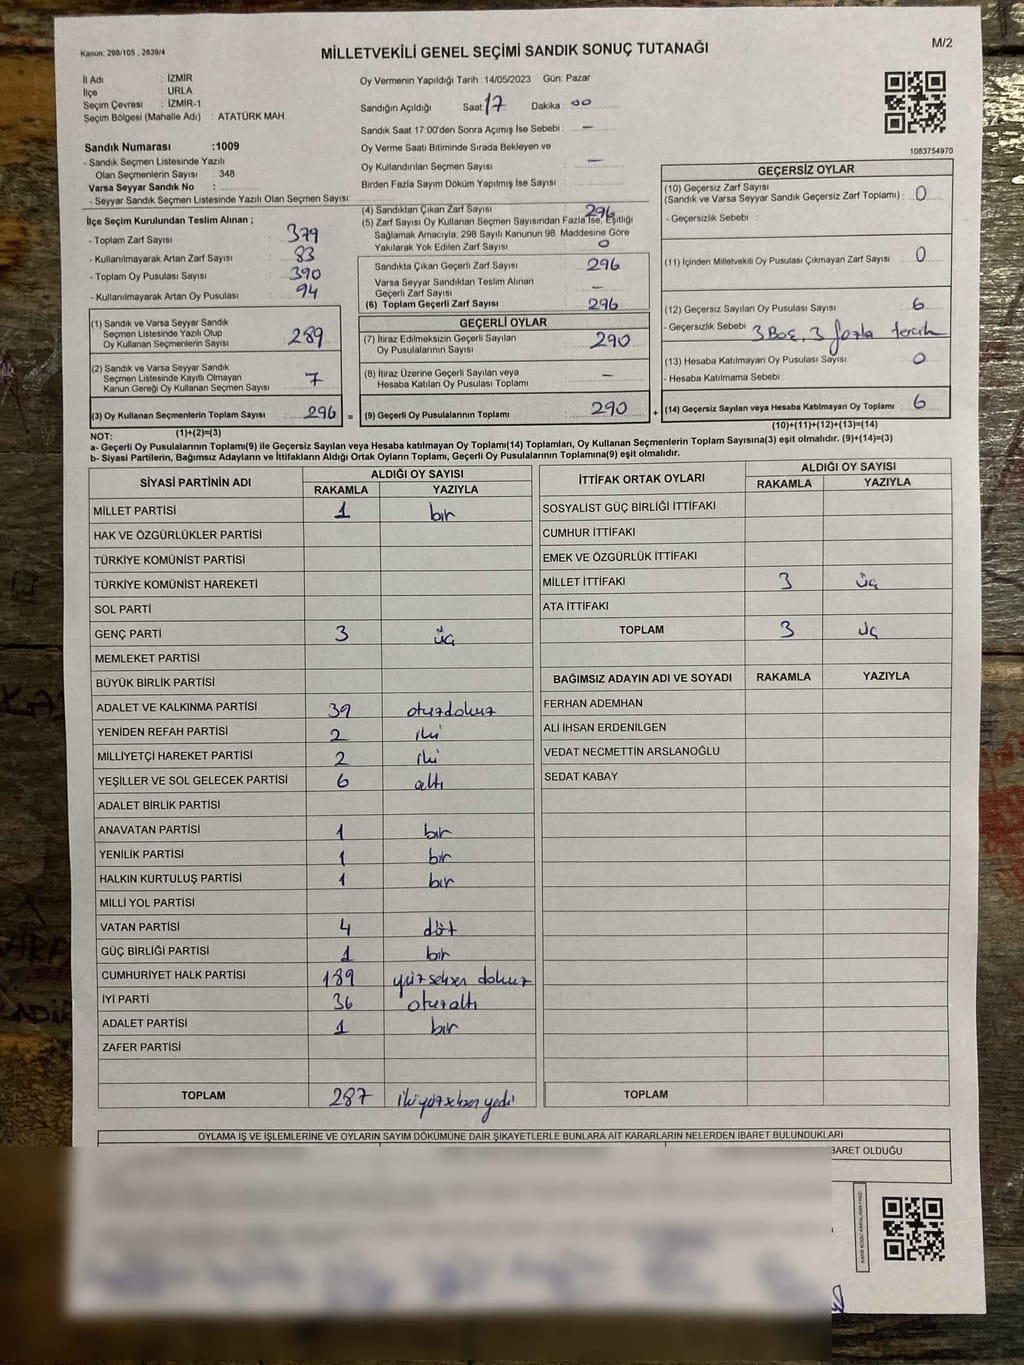 Kanun: 298/105 , 2839/4
MİLLETVEKİLİ GENEL SEÇİMİ SANDIK SONUÇ TUTANAĞI
M/2
İl Adı : İZMİR
İlçe : URLA
Seçim Çevresi : İZMİR-1
Seçim Bölgesi (Mahalle Adı) : ATATÜRK MAH.
Oy Vermenin Yapıldığı Tarih : 14/05/2023 Gün: Pazar
Sandığın Açıldığı Saat: 17 Dakika : 00
Sandık Saat 17:00'den Sonra Açımış İse Sebebi : —
Oy Verme Saati Bitiminde Sırada Bekleyen ve
Oy Kullandırılan Seçmen Sayısı —
Birden Fazla Sayım Döküm Yapılmış İse Sayısı
1083754970
Sandık Numarası :1009
- Sandık Seçmen Listesinde Yazılı
Olan Seçmenlerin Sayısı : 348
Varsa Seyyar Sandık No :
- Seyyar Sandık Seçmen Listesinde Yazılı Olan Seçmen Sayısı:
İlçe Seçim Kurulundan Teslim Alınan ;
- Toplam Zarf Sayısı 379
- Kullanılmayarak Artan Zarf Sayısı 83
- Toplam Oy Pusulası Sayısı 390
- Kullanılmayarak Artan Oy Pusulası 94
(1) Sandık ve Varsa Seyyar Sandık
Seçmen Listesinde Yazılı Olup
Oy Kullanan Seçmenlerin Sayısı 289
(2) Sandık ve Varsa Seyyar Sandık
Seçmen Listesinde Kayıtlı Olmayan
Kanun Gereği Oy Kullanan Seçmen Sayısı 7
(3) Oy Kullanan Seçmenlerin Toplam Sayısı : 296 =
(1)+(2)=(3)
(4) Sandıktan Çıkan Zarf Sayısı 296
(5) Zarf Sayısı Oy Kullanan Seçmen Sayısından Fazla İse, Eşitliği
Sağlamak Amacıyla, 298 Sayılı Kanunun 98. Maddesine Göre
Yakılarak Yok Edilen Zarf Sayısı 0
Sandıkta Çıkan Geçerli Zarf Sayısı 296
Varsa Seyyar Sandıktan Teslim Alınan
Geçerli Zarf Sayısı —
(6) Toplam Geçerli Zarf Sayısı 296
GEÇERLİ OYLAR
(7) İtiraz Edilmeksizin Geçerli Sayılan
Oy Pusulalarının Sayısı 290
(8) İtiraz Üzerine Geçerli Sayılan veya
Hesaba Katılan Oy Pusulası Toplamı —
(9) Geçerli Oy Pusulalarının Toplamı : 290 +
GEÇERSİZ OYLAR
(10) Geçersiz Zarf Sayısı
(Sandık ve Varsa Seyyar Sandık Geçersiz Zarf Toplamı) : 0
- Geçersizlik Sebebi :
(11) İçinden Milletvekili Oy Pusulası Çıkmayan Zarf Sayısı 0
(12) Geçersiz Sayılan Oy Pusulası Sayısı 6
- Geçersizlik Sebebi 3 Boş, 3 fazla tercih
(13) Hesaba Katılmayan Oy Pusulası Sayısı 0
- Hesaba Katılmama Sebebi :
(14) Geçersiz Sayılan veya Hesaba Katılmayan Oy Toplamı 6
(10)+(11)+(12)+(13)=(14)
NOT:
a- Geçerli Oy Pusulalarının Toplamı(9) ile Geçersiz Sayılan veya Hesaba katılmayan Oy Toplamı(14) Toplamları, Oy Kullanan Seçmenlerin Toplam Sayısına(3) eşit olmalıdır. (9)+(14)=(3)
b- Siyasi Partilerin, Bağımsız Adayların ve İttifakların Aldığı Ortak Oyların Toplamı, Geçerli Oy Pusulalarının Toplamına(9) eşit olmalıdır.
SİYASİ PARTİNİN ADI ALDIĞI OY SAYISI
RAKAMLA YAZIYLA
MİLLET PARTİSİ 1 bir
HAK VE ÖZGÜRLÜKLER PARTİSİ
TÜRKİYE KOMÜNİST PARTİSİ
TÜRKİYE KOMÜNİST HAREKETİ
SOL PARTİ
GENÇ PARTİ 3 üç
MEMLEKET PARTİSİ
BÜYÜK BİRLİK PARTİSİ
ADALET VE KALKINMA PARTİSİ 39 otuzdokuz
YENİDEN REFAH PARTİSİ 2 iki
MİLLİYETÇİ HAREKET PARTİSİ 2 iki
YEŞİLLER VE SOL GELECEK PARTİSİ 6 altı
ADALET BİRLİK PARTİSİ
ANAVATAN PARTİSİ 1 bir
YENİLİK PARTİSİ 1 bir
HALKIN KURTULUŞ PARTİSİ 1 bir
MİLLİ YOL PARTİSİ
VATAN PARTİSİ 4 döt
GÜÇ BİRLİĞİ PARTİSİ 1 bir
CUMHURİYET HALK PARTİSİ 189 yüzseksen dokuz
İYİ PARTİ 36 otuzaltı
ADALET PARTİSİ 1 bir
ZAFER PARTİSİ
TOPLAM 287 ikiyüzseksen yedi
İTTİFAK ORTAK OYLARI ALDIĞI OY SAYISI
RAKAMLA YAZIYLA
SOSYALİST GÜÇ BİRLİĞİ İTTİFAKI
CUMHUR İTTİFAKI
EMEK VE ÖZGÜRLÜK İTTİFAKI
MİLLET İTTİFAKI 3 üç
ATA İTTİFAKI
TOPLAM 3 üç
BAĞIMSIZ ADAYIN ADI VE SOYADI RAKAMLA YAZIYLA
FERHAN ADEMHAN
ALİ İHSAN ERDENİLGEN
VEDAT NECMETTİN ARSLANOĞLU
SEDAT KABAY
TOPLAM
OYLAMA İŞ VE İŞLEMLERİNE VE OYLARIN SAYIM DÖKÜMÜNE DAİR ŞİKAYETLERLE BUNLARA AİT KARARLARIN NELERDEN İBARET BULUNDUKLARI
BARET OLDUĞU